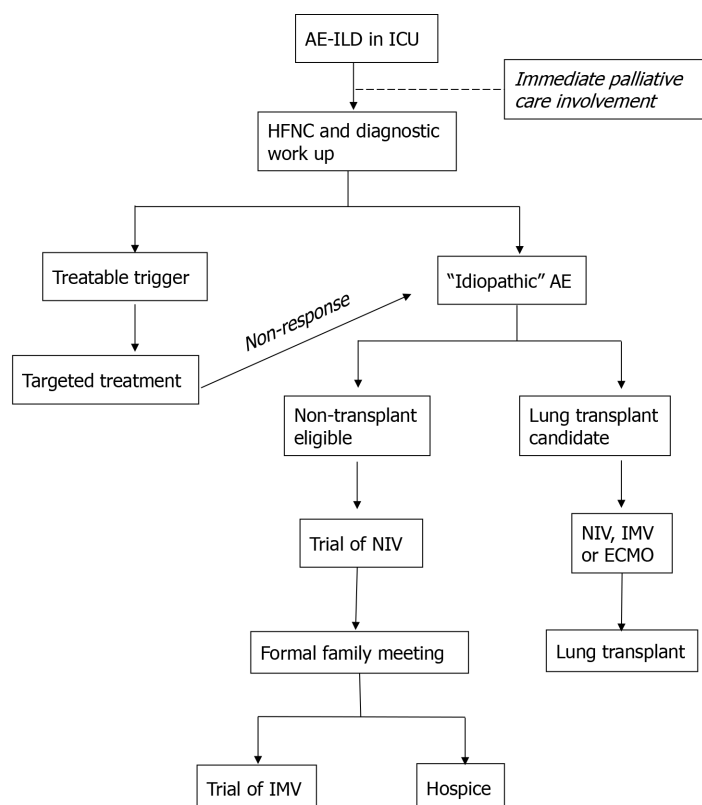 AE-ILD in ICU
Immediate palliative
care involvement
HFNC and diagnostic
work up
Treatable trigger
“Idiopathic” AE
Non-response
Targeted treatment
Non-transplant
eligible
Lung transplant
candidate
Trial of NIV
NIV, IMV
or ECMO
Formal family meeting
Lung transplant
Trial of IMV
Hospice